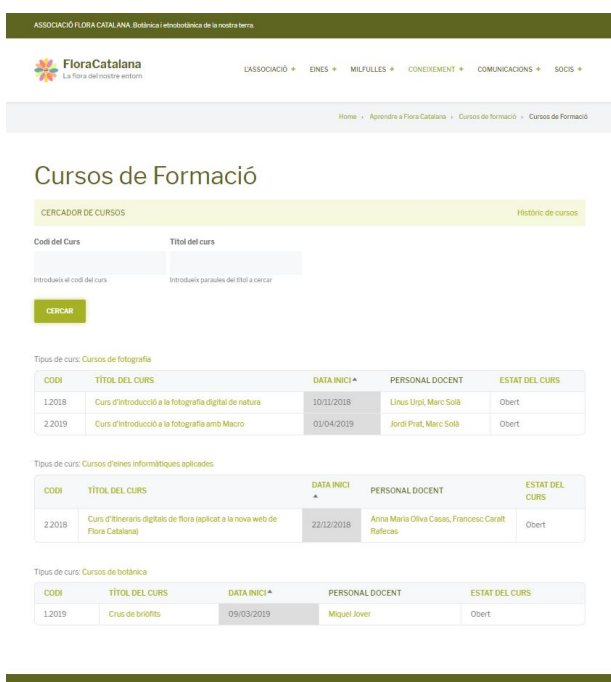 ASSOCIACIÓ FLORA CATALANA. Botànica i etnobotànica de la nostra terra.
FloraCatalana
La flora del nostre entorn
L'ASSOCIACIÓ + EINES + MILFULLES + CONEIXEMENT + COMUNICACIONS + SOCIS +
Home › Aprendre a Flora Catalana › Cursos de formació › Cursos de Formació
Cursos de Formació
CERCADOR DE CURSOS Històric de cursos
Codi del Curs Títol del curs
Introdueix el codi del curs Introdueix paraules del títol a cercar
CERCAR
Tipus de curs: Cursos de fotografia
CODI TÍTOL DEL CURS DATA INICI PERSONAL DOCENT ESTAT DEL CURS
1.2018 Curs d'introducció a la fotografia digital de natura 10/11/2018 Linus Urpí, Marc Solà Obert
2.2019 Curs d'introducció a la fotografia amb Macro 01/04/2019 Jordi Prat, Marc Solà Obert
Tipus de curs: Cursos d'eines informàtiques aplicades
CODI TÍTOL DEL CURS DATA INICI PERSONAL DOCENT ESTAT DEL CURS
2.2018 Curs d'itineraris digitals de flora (aplicat a la nova web de Flora Catalana) 22/12/2018 Anna Maria Oliva Casas, Francesc Caralt Rafecas Obert
Tipus de curs: Cursos de botànica
CODI TÍTOL DEL CURS DATA INICI PERSONAL DOCENT ESTAT DEL CURS
1.2019 Crus de briòfits 09/03/2019 Miquel Jover Obert